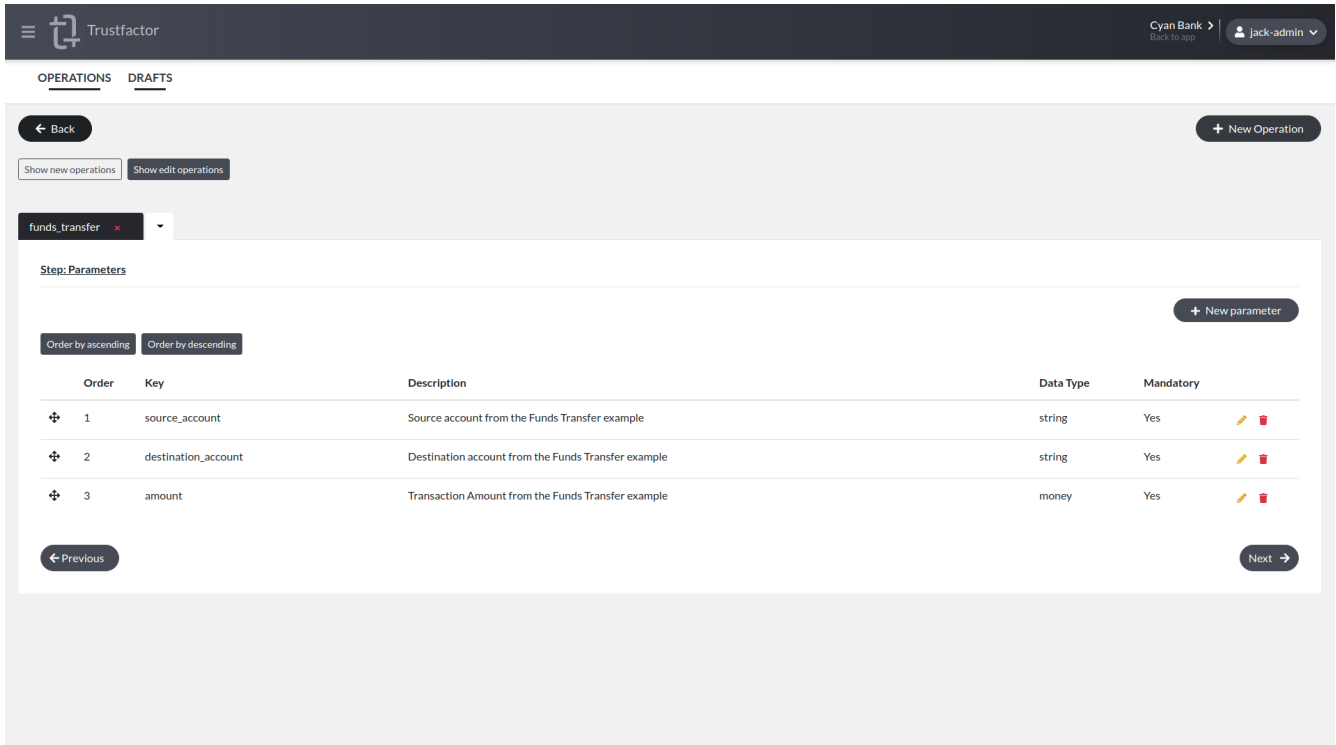 Trustfactor
Cyan Bank
Back to app
jack-admin
OPERATIONS DRAFTS
Back
New Operation
Show new operations Show edit operations
funds_transfer
Step: Parameters
New parameter
Order by ascending Order by descending
Order Key Description Data Type Mandatory
1 source_account Source account from the Funds Transfer example string Yes
2 destination_account Destination account from the Funds Transfer example string Yes
3 amount Transaction Amount from the Funds Transfer example money Yes
Previous
Next